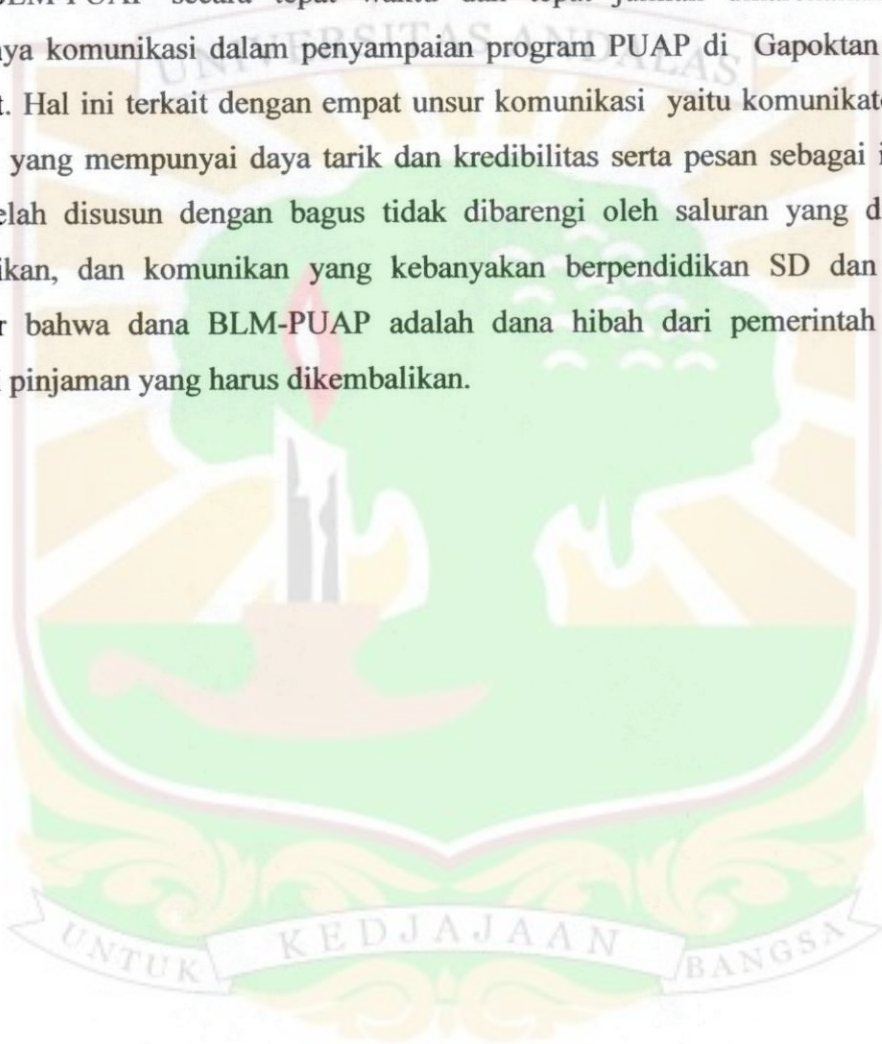 BLM-PUAP secara tepat waktu dan tepat
nya komunikasi dalam penyampaian program PUAP di Gapoktan
t. Hal ini terkait dengan empat unsur komunikasi yaitu komunikat
yang mempunyai daya tarik dan kredibilitas serta pesan sebagai i
elah disusun dengan bagus tidak dibarengi oleh saluran yang d
ikan, dan komunikan yang kebanyakan berpendidikan SD dan
r bahwa dana BLM-PUAP adalah dana hibah dari pemerintah
pinjaman yang harus dikembalikan.
UNIVERSITAS ANDALAS
UNTUK KEDJAJAAN BANGSA